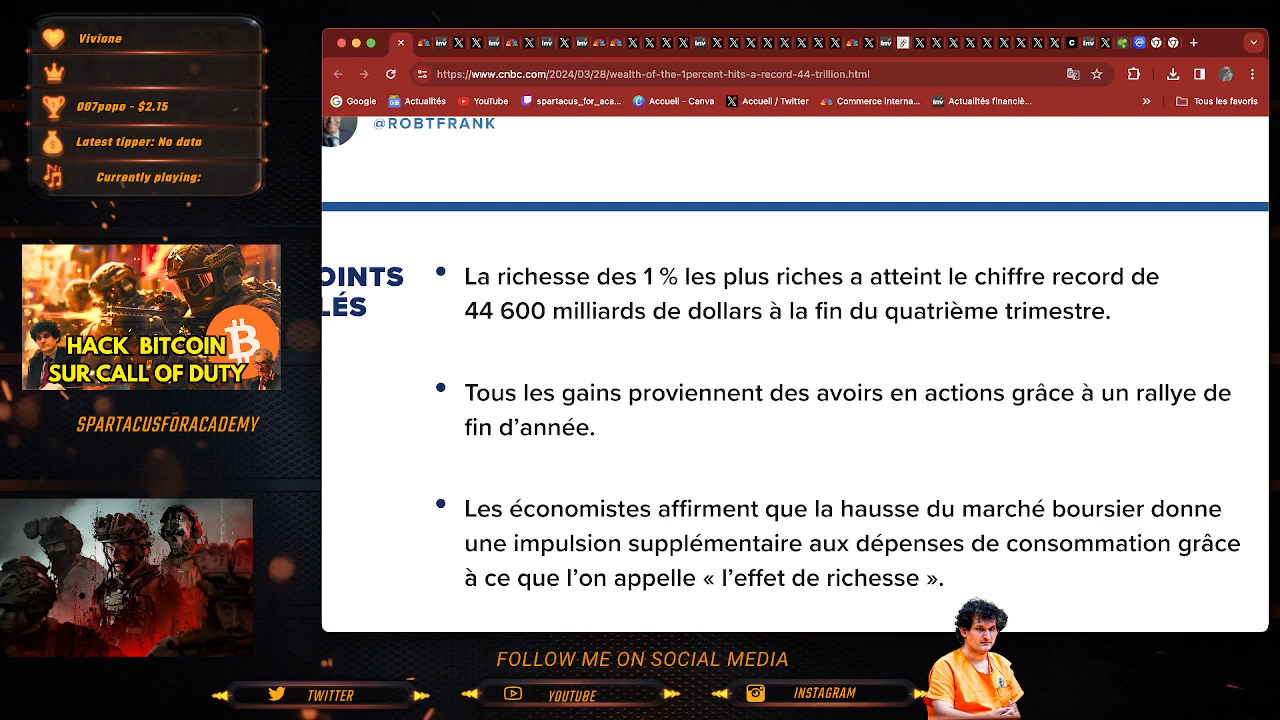 Viviane
007popo - $2.15
Latest tipper: No data
Currently playing:
HACK BITCOIN
SUR CALL OF DUTY
SPARTACUSFORACADEMY
https://www.cnbc.com/2024/03/28/wealth-of-the-1percent-hits-a-record-44-trillion.html
Google
Actualités
YouTube
spartacus_for_aca...
Accueil - Canva
Accueil / Twitter
Commerce interna...
Actualités financiè...
Tous les favoris
@ROBTFRANK
OINTS
LÉS
La richesse des 1 % les plus riches a atteint le chiffre record de
44 600 milliards de dollars à la fin du quatrième trimestre.
Tous les gains proviennent des avoirs en actions grâce à un rallye de
fin d’année.
Les économistes affirment que la hausse du marché boursier donne
une impulsion supplémentaire aux dépenses de consommation grâce
à ce que l’on appelle « l’effet de richesse ».
FOLLOW ME ON SOCIAL MEDIA
TWITTER
YOUTUBE
INSTAGRAM